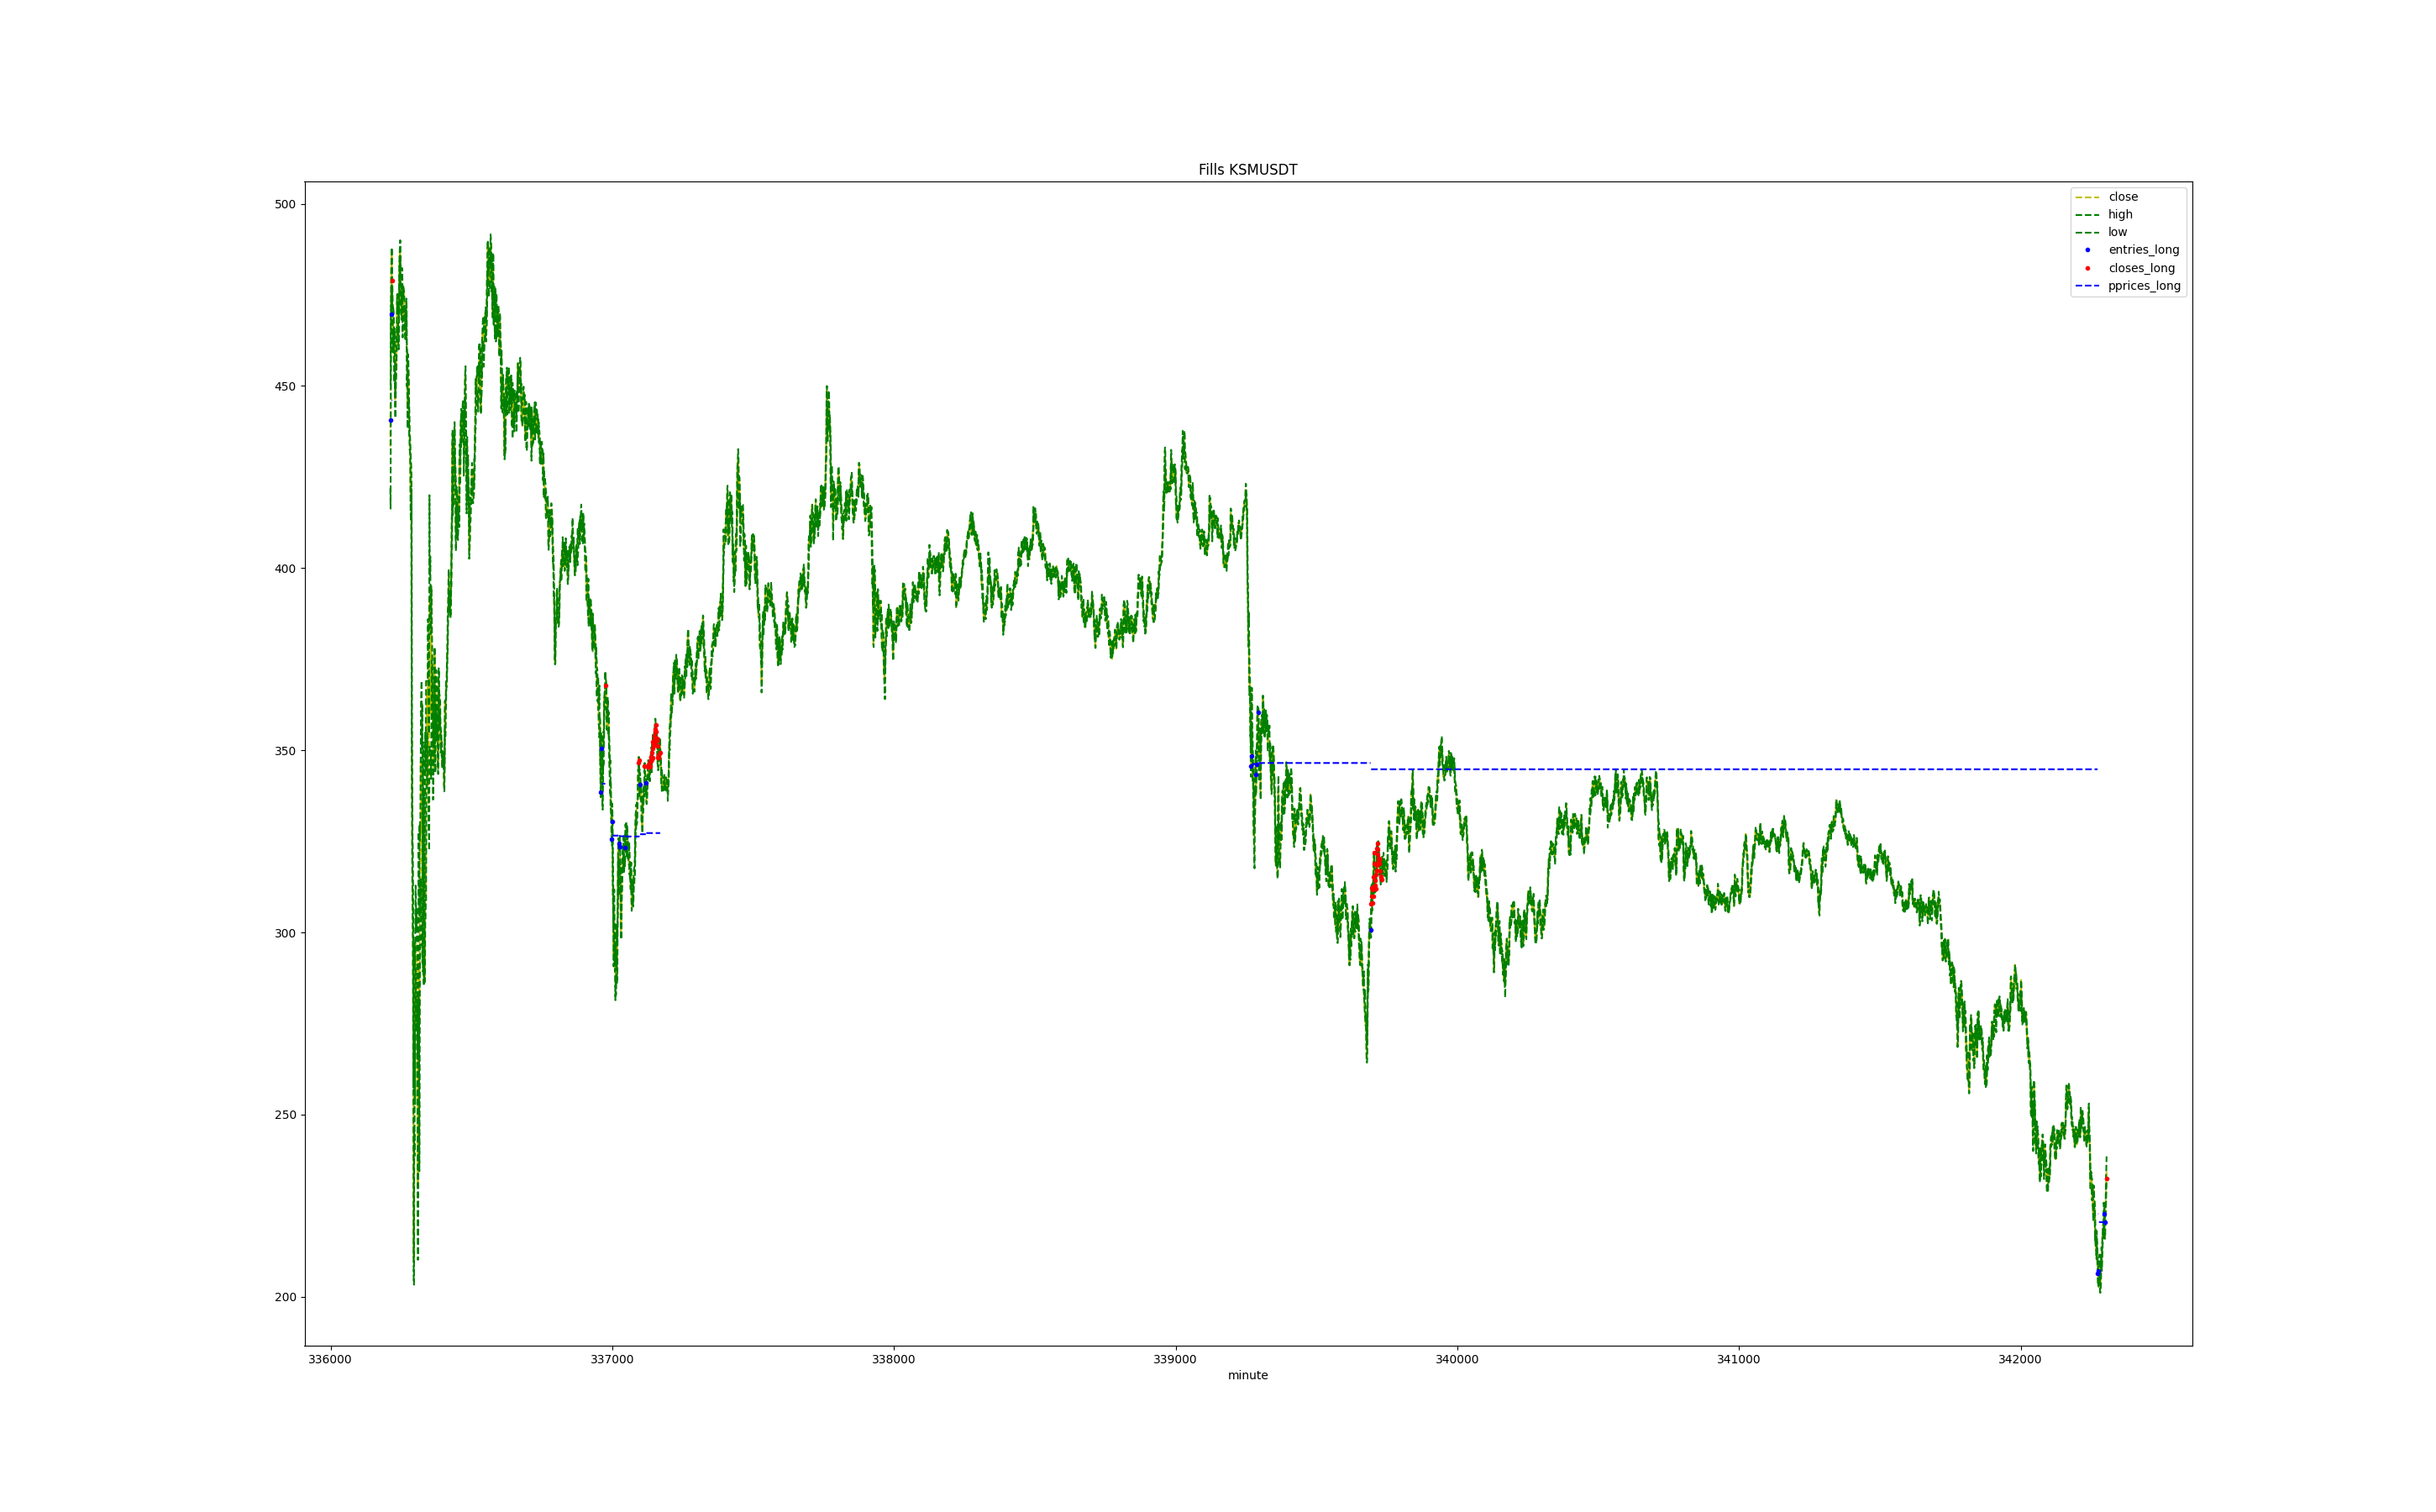 Fills KSMUSDT
500
450
400
350
300
250
200
336000 337000 338000 339000 340000 341000 342000
minute
close
high
low
entries_long
closes_long
pprices_long